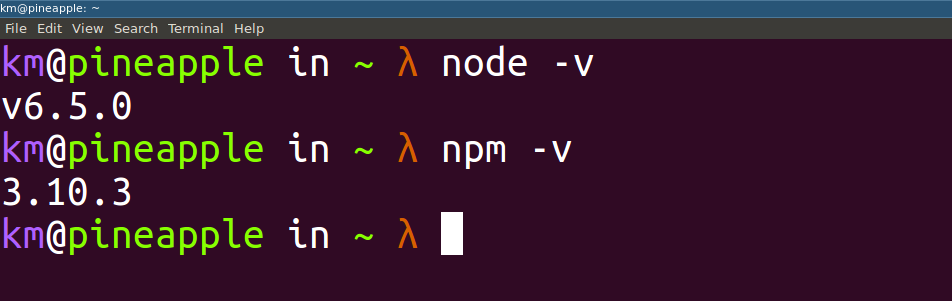 km@pineapple: ~
File Edit View Search Terminal Help
km@pineapple in ~ λ node -v
v6.5.0
km@pineapple in ~ λ npm -v
3.10.3
km@pineapple in ~ λ